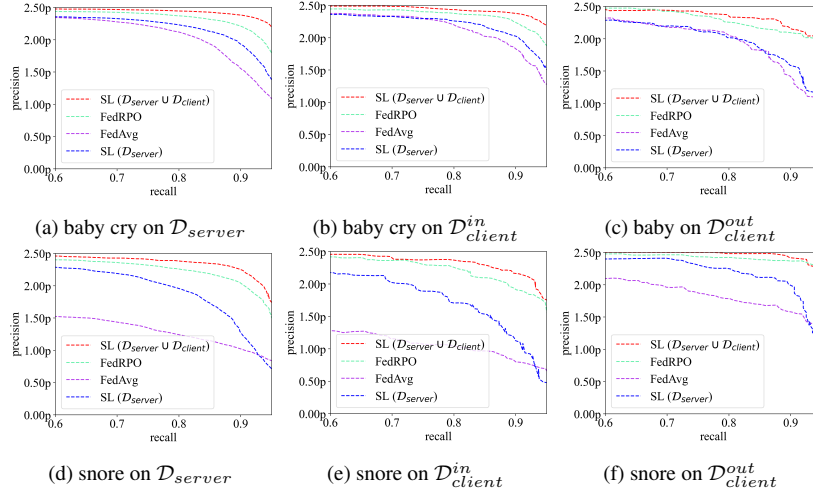 2.50p
2.00p
1.50p
1.00p
0.50p
0.00p
precision
SL (𝒟server ∪ 𝒟client)
FedRPO
FedAvg
SL (𝒟server)
0.6 0.7 0.8 0.9
recall
(a) baby cry on 𝒟server
2.50p
2.00p
1.50p
1.00p
0.50p
0.00p
precision
SL (𝒟server ∪ 𝒟client)
FedRPO
FedAvg
SL (𝒟server)
0.6 0.7 0.8 0.9
recall
(b) baby cry on 𝒟client^in
2.50p
2.00p
1.50p
1.00p
0.50p
0.00p
precision
SL (𝒟server ∪ 𝒟client)
FedRPO
FedAvg
SL (𝒟server)
0.6 0.7 0.8 0.9
recall
(c) baby on 𝒟client^out
2.50p
2.00p
1.50p
1.00p
0.50p
0.00p
precision
SL (𝒟server ∪ 𝒟client)
FedRPO
FedAvg
SL (𝒟server)
0.6 0.7 0.8 0.9
recall
(d) snore on 𝒟server
2.50p
2.00p
1.50p
1.00p
0.50p
0.00p
precision
SL (𝒟server ∪ 𝒟client)
FedRPO
FedAvg
SL (𝒟server)
0.6 0.7 0.8 0.9
recall
(e) snore on 𝒟client^in
2.50p
2.00p
1.50p
1.00p
0.50p
0.00p
precision
SL (𝒟server ∪ 𝒟client)
FedRPO
FedAvg
SL (𝒟server)
0.6 0.7 0.8 0.9
recall
(f) snore on 𝒟client^out